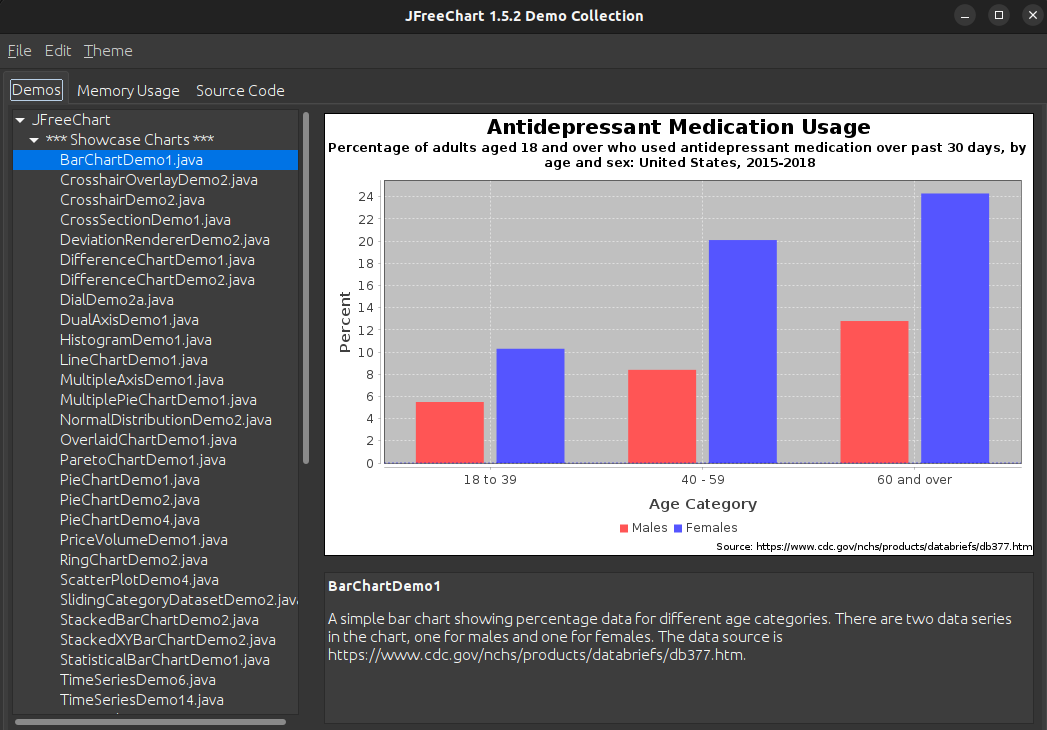 JFreeChart 1.5.2 Demo Collection
File Edit Theme
Demos Memory Usage Source Code
JFreeChart
*** Showcase Charts ***
BarChartDemo1.java
CrosshairOverlayDemo2.java
CrosshairDemo2.java
CrossSectionDemo1.java
DeviationRendererDemo2.java
DifferenceChartDemo1.java
DifferenceChartDemo2.java
DialDemo2a.java
DualAxisDemo1.java
HistogramDemo1.java
LineChartDemo1.java
MultipleAxisDemo1.java
MultiplePieChartDemo1.java
NormalDistributionDemo2.java
OverlaidChartDemo1.java
ParetoChartDemo1.java
PieChartDemo1.java
PieChartDemo2.java
PieChartDemo4.java
PriceVolumeDemo1.java
RingChartDemo2.java
ScatterPlotDemo4.java
SlidingCategoryDatasetDemo2.java
StackedBarChartDemo2.java
StackedXYBarChartDemo2.java
StatisticalBarChartDemo1.java
TimeSeriesDemo6.java
TimeSeriesDemo14.java
Antidepressant Medication Usage
Percentage of adults aged 18 and over who used antidepressant medication over past 30 days, by
age and sex: United States, 2015-2018
24
22
20
18
16
14
12
10
8
6
4
2
0
Percent
18 to 39 40 - 59 60 and over
Age Category
Males Females
Source: https://www.cdc.gov/nchs/products/databriefs/db377.htm
BarChartDemo1
A simple bar chart showing percentage data for different age categories. There are two data series
in the chart, one for males and one for females. The data source is
https://www.cdc.gov/nchs/products/databriefs/db377.htm.